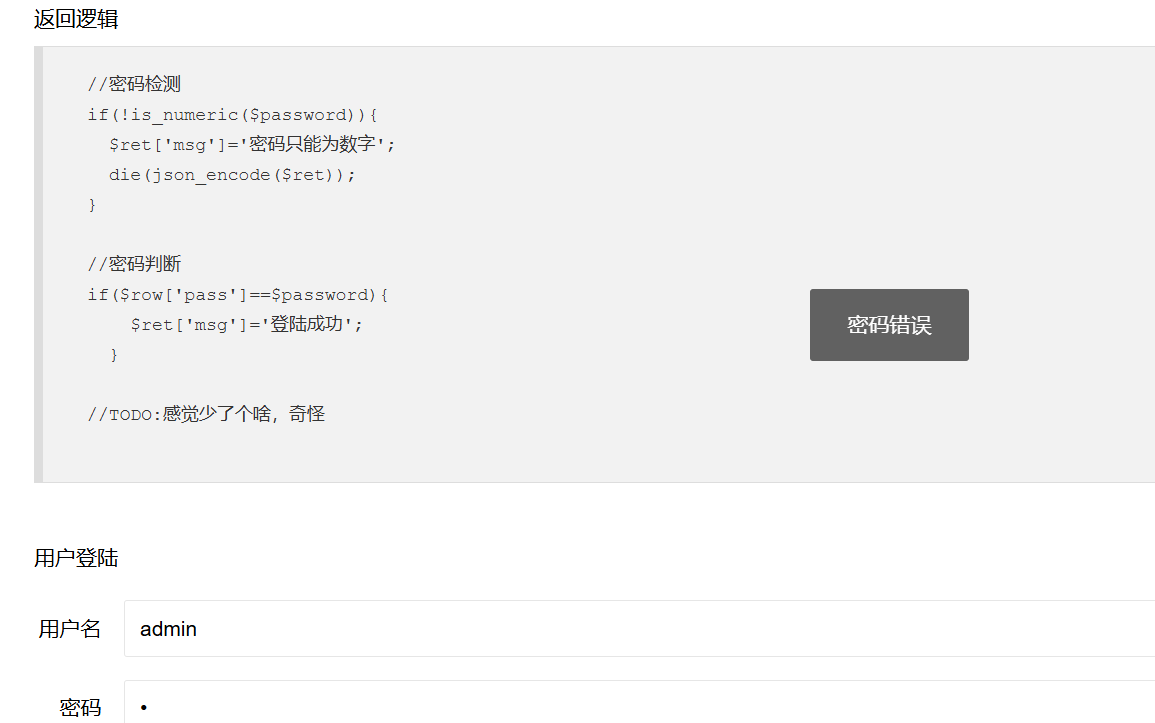 返回逻辑
//密码检测
if(!is_numeric($password)){
$ret['msg']='密码只能为数字';
die(json_encode($ret));
}
//密码判断
if($row['pass']==$password){
$ret['msg']='登陆成功';
}
//TODO:感觉少了个啥，奇怪
密码错误
用户登陆
用户名
admin
密码
•